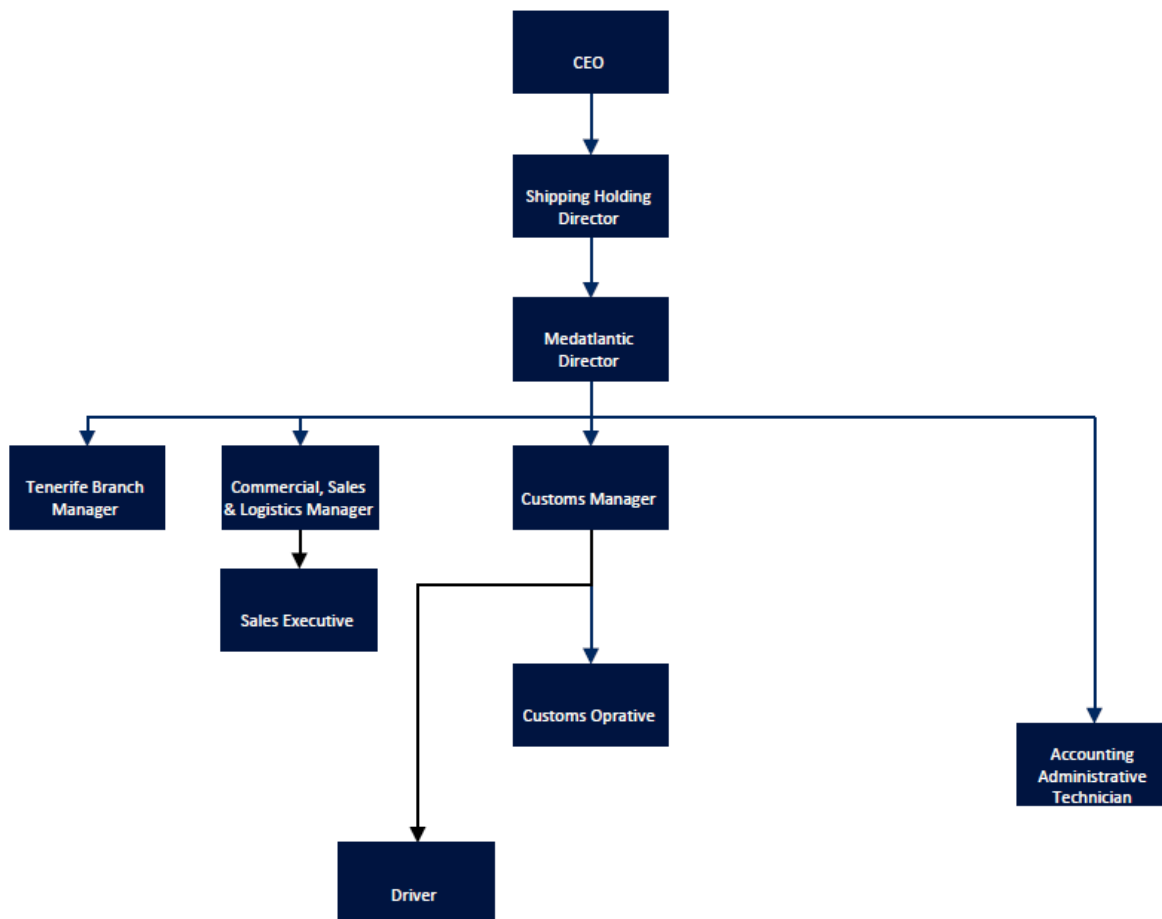 CEO
Shipping Holding
Director
Medatlantic
Director
Tenerife Branch
Manager
Commercial, Sales
& Logistics Manager
Customs Manager
Sales Executive
Customs Oprative
Accounting
Administrative
Technician
Driver